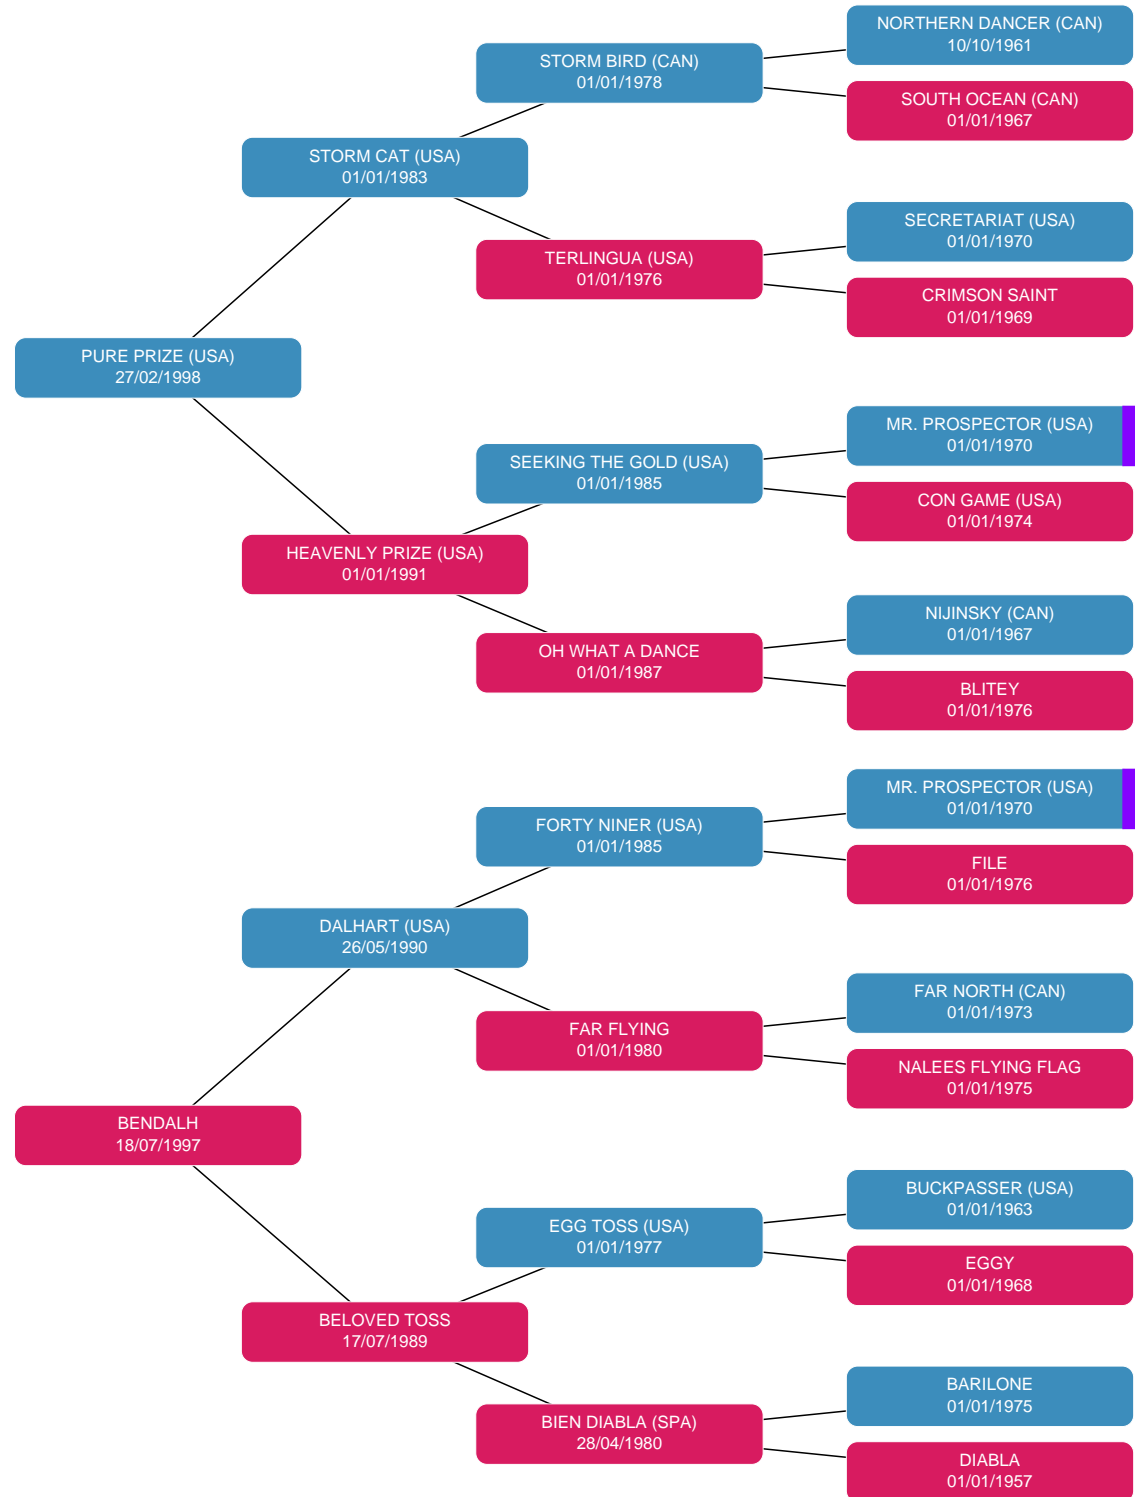 NORTHERN DANCER (CAN)
10/10/1961
STORM BIRD (CAN)
01/01/1978
SOUTH OCEAN (CAN)
01/01/1967
STORM CAT (USA)
01/01/1983
SECRETARIAT (USA)
01/01/1970
TERLINGUA (USA)
01/01/1976
CRIMSON SAINT
01/01/1969
PURE PRIZE (USA)
27/02/1998
MR. PROSPECTOR (USA)
01/01/1970
SEEKING THE GOLD (USA)
01/01/1985
CON GAME (USA)
01/01/1974
HEAVENLY PRIZE (USA)
01/01/1991
NIJINSKY (CAN)
01/01/1967
OH WHAT A DANCE
01/01/1987
BLITEY
01/01/1976
MR. PROSPECTOR (USA)
01/01/1970
FORTY NINER (USA)
01/01/1985
FILE
01/01/1976
DALHART (USA)
26/05/1990
FAR NORTH (CAN)
01/01/1973
FAR FLYING
01/01/1980
NALEES FLYING FLAG
01/01/1975
BENDALH
18/07/1997
BUCKPASSER (USA)
01/01/1963
EGG TOSS (USA)
01/01/1977
EGGY
01/01/1968
BELOVED TOSS
17/07/1989
BARILONE
01/01/1975
BIEN DIABLA (SPA)
28/04/1980
DIABLA
01/01/1957